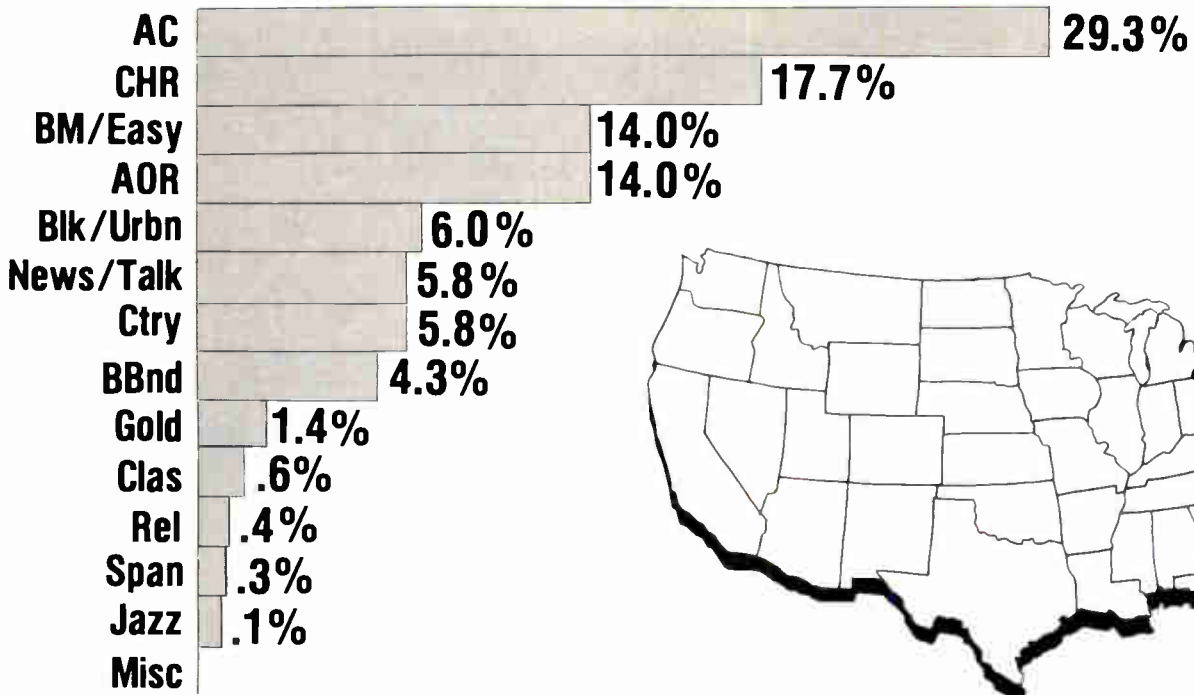 AC 29.3%
CHR 17.7%
BM/Easy 14.0%
AOR 14.0%
Blk/Urbn 6.0%
News/Talk 5.8%
Ctry 5.8%
BBnd 4.3%
Gold 1.4%
Clas .6%
Rel .4%
Span .3%
Jazz .1%
Misc